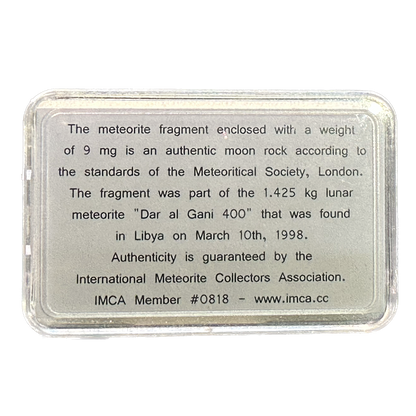 The meteorite fragment enclosed with a weight
of 9 mg is an authentic moon rock according to
the standards of the Meteoritical Society, London.
The fragment was part of the 1.425 kg lunar
meteorite "Dar al Gani 400" that was found
in Libya on March 10th, 1998.
Authenticity is guaranteed by the
International Meteorite Collectors Association.
IMCA Member #0818 - www.imca.cc